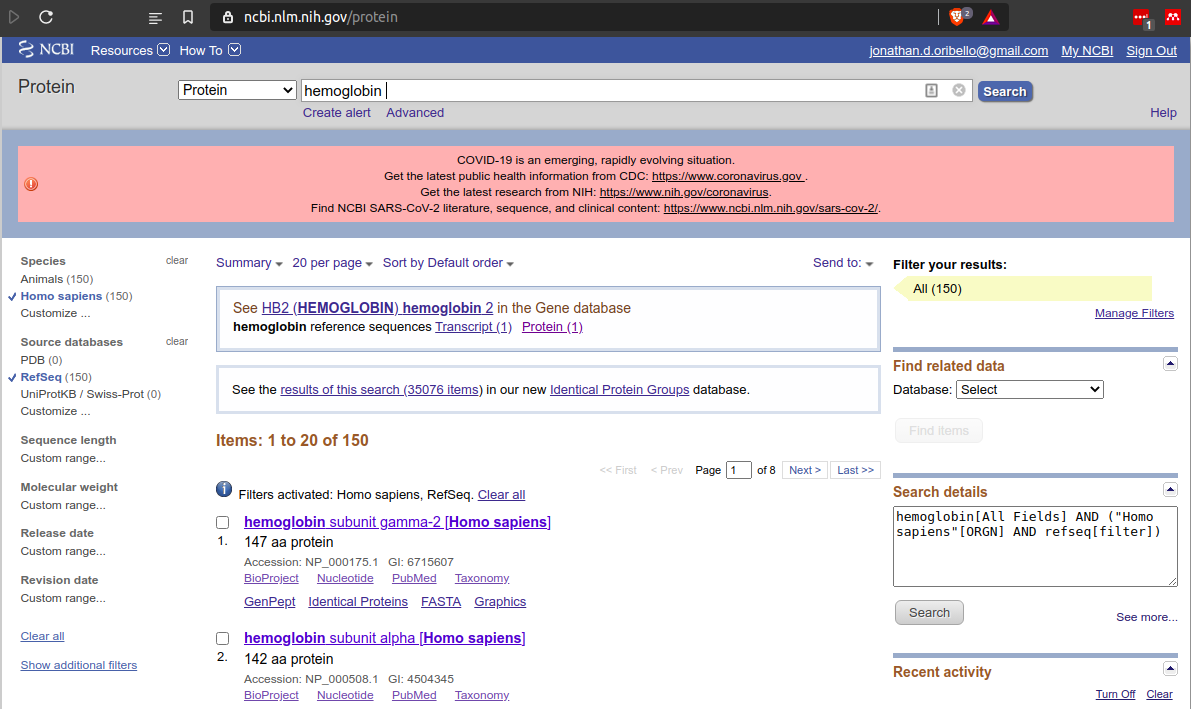 ncbi.nlm.nih.gov/protein
2
1
NCBI Resources How To jonathan.d.oribello@gmail.com My NCBI Sign Out
Protein
Protein hemoglobin Search
Create alert Advanced Help
COVID-19 is an emerging, rapidly evolving situation.
Get the latest public health information from CDC: https://www.coronavirus.gov .
Get the latest research from NIH: https://www.nih.gov/coronavirus.
Find NCBI SARS-CoV-2 literature, sequence, and clinical content: https://www.ncbi.nlm.nih.gov/sars-cov-2/.
Species clear
Animals (150)
Homo sapiens (150)
Customize ...
Source databases clear
PDB (0)
RefSeq (150)
UniProtKB / Swiss-Prot (0)
Customize ...
Sequence length
Custom range...
Molecular weight
Custom range...
Release date
Custom range...
Revision date
Custom range...
Clear all
Show additional filters
Summary 20 per page Sort by Default order Send to:
See HB2 (HEMOGLOBIN) hemoglobin 2 in the Gene database
hemoglobin reference sequences Transcript (1) Protein (1)
See the results of this search (35076 items) in our new Identical Protein Groups database.
Items: 1 to 20 of 150
<< First < Prev Page 1 of 8 Next > Last >>
Filters activated: Homo sapiens, RefSeq. Clear all
hemoglobin subunit gamma-2 [Homo sapiens]
1. 147 aa protein
Accession: NP_000175.1 GI: 6715607
BioProject Nucleotide PubMed Taxonomy
GenPept Identical Proteins FASTA Graphics
hemoglobin subunit alpha [Homo sapiens]
2. 142 aa protein
Accession: NP_000508.1 GI: 4504345
BioProject Nucleotide PubMed Taxonomy
Filter your results:
All (150)
Manage Filters
Find related data
Database: Select
Find items
Search details
hemoglobin[All Fields] AND ("Homo
sapiens"[ORGN] AND refseq[filter])
Search
See more...
Recent activity
Turn Off Clear